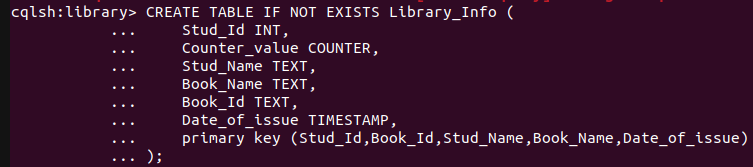 cqlsh:library> CREATE TABLE IF NOT EXISTS Library_Info (
... Stud_Id INT,
... Counter_value COUNTER,
... Stud_Name TEXT,
... Book_Name TEXT,
... Book_Id TEXT,
... Date_of_issue TIMESTAMP,
... primary key (Stud_Id,Book_Id,Stud_Name,Book_Name,Date_of_issue)
... );